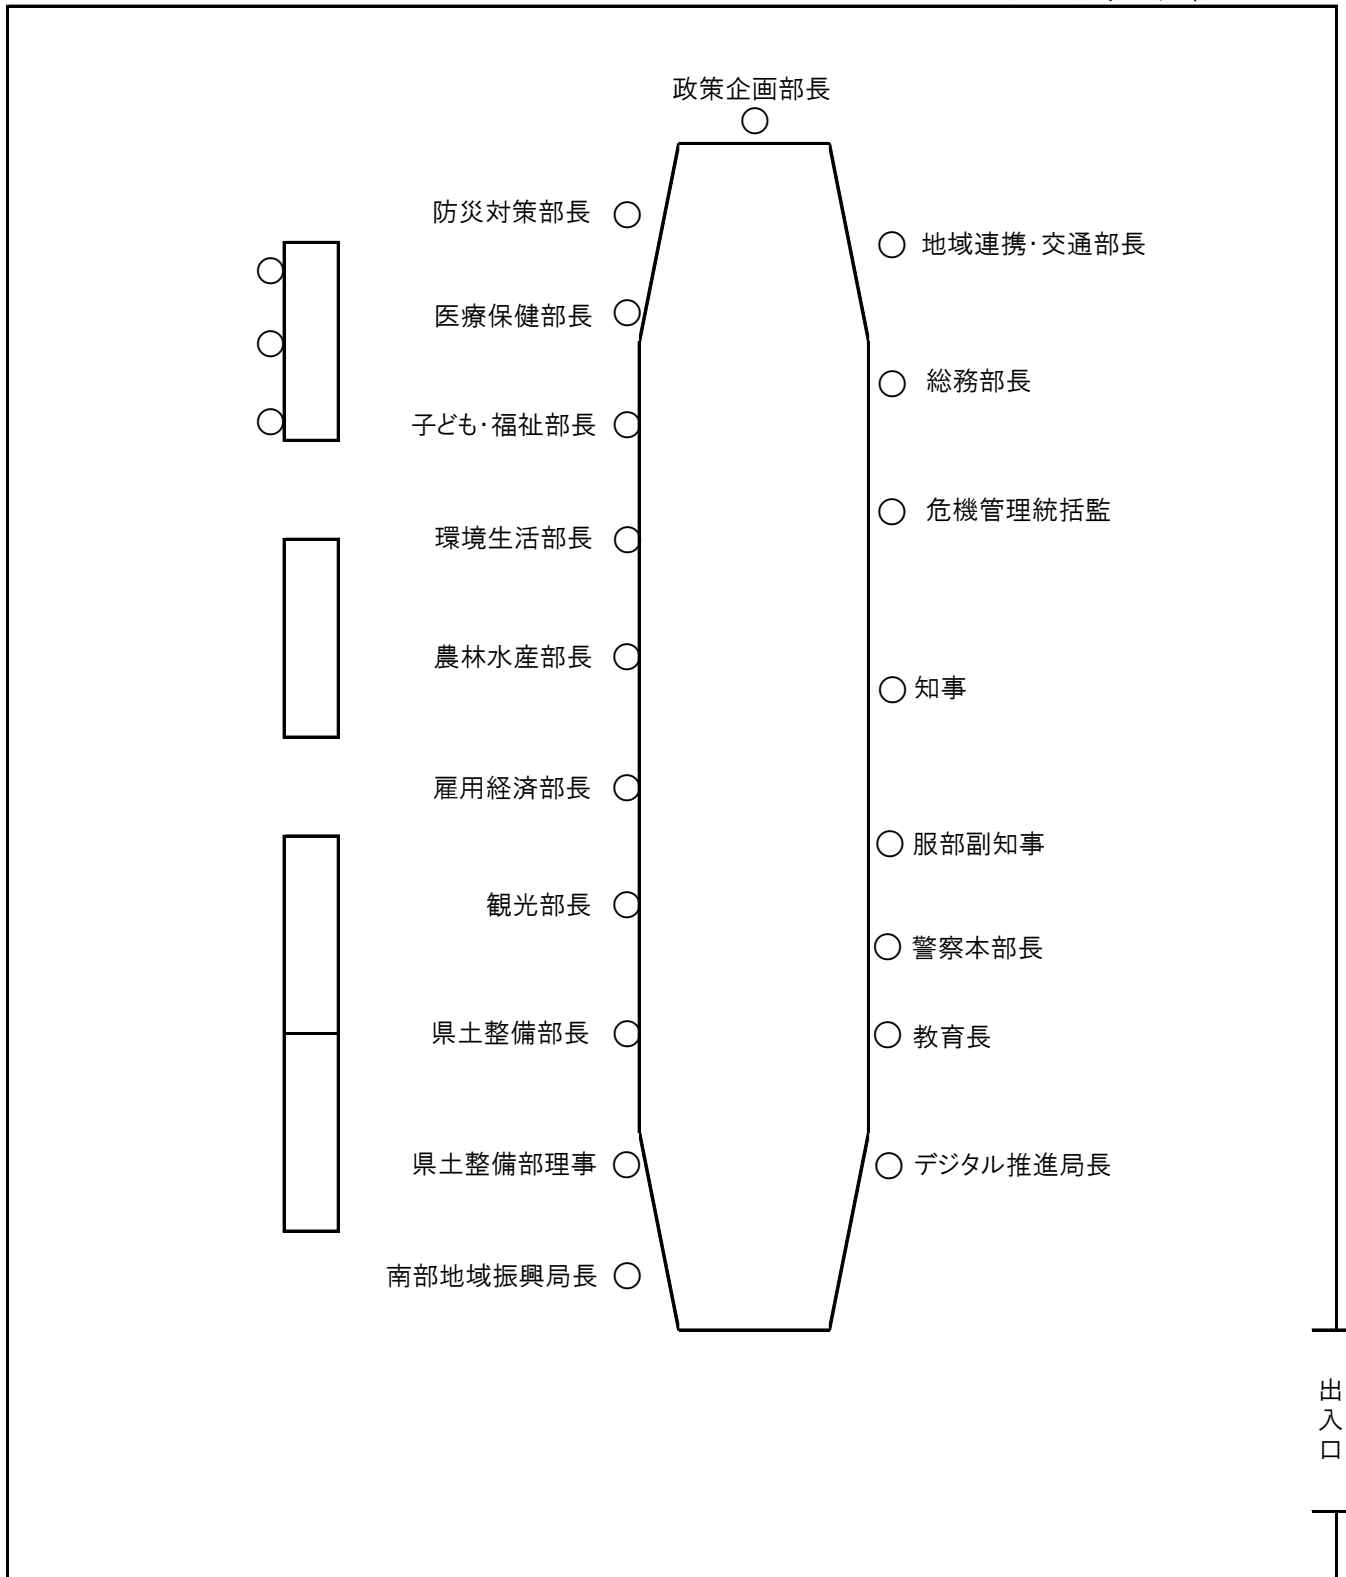 政策企画部長
防災対策部長
地域連携・交通部長
医療保健部長
総務部長
子ども・福祉部長
危機管理統括監
環境生活部長
農林水産部長
知事
雇用経済部長
服部副知事
観光部長
警察本部長
県土整備部長
教育長
県土整備部理事
デジタル推進局長
南部地域振興局長
出入口